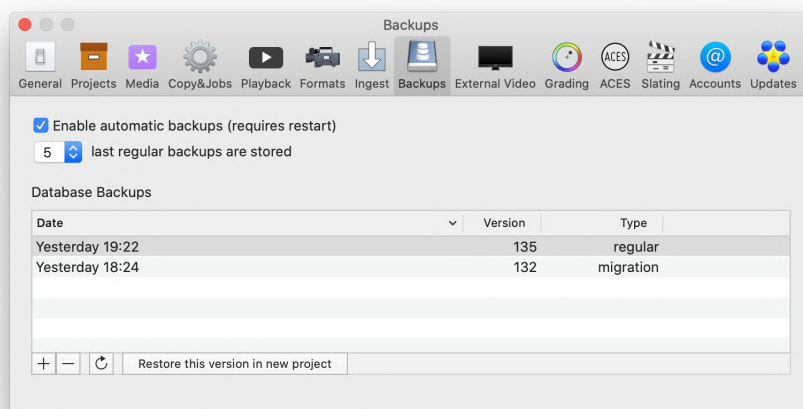 Backups
General Projects Media Copy&Jobs Playback Formats Ingest Backups External Video Grading ACES ACES Slating Accounts Updates
Enable automatic backups (requires restart)
5 last regular backups are stored
Database Backups
Date Version Type
Yesterday 19:22 135 regular
Yesterday 18:24 132 migration
Restore this version in new project